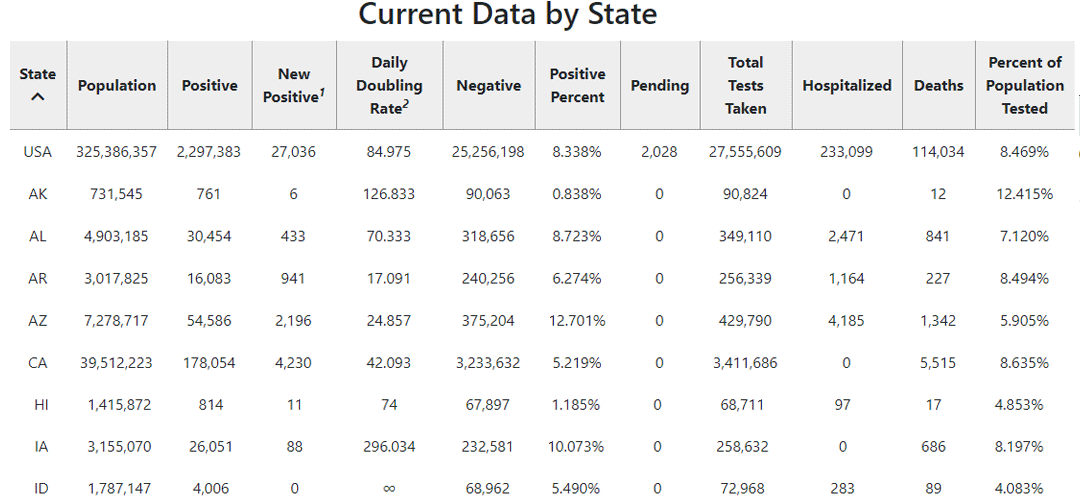 Current Data by State
State Population Positive New Positive1 Daily Doubling Rate2 Negative Positive Percent Pending Total Tests Taken Hospitalized Deaths Percent of Population Tested
USA 325,386,357 2,297,383 27,036 84.975 25,256,198 8.338% 2,028 27,555,609 233,099 114,034 8.469%
AK 731,545 761 6 126.833 90,063 0.838% 0 90,824 0 12 12.415%
AL 4,903,185 30,454 433 70.333 318,656 8.723% 0 349,110 2,471 841 7.120%
AR 3,017,825 16,083 941 17.091 240,256 6.274% 0 256,339 1,164 227 8.494%
AZ 7,278,717 54,586 2,196 24.857 375,204 12.701% 0 429,790 4,185 1,342 5.905%
CA 39,512,223 178,054 4,230 42.093 3,233,632 5.219% 0 3,411,686 0 5,515 8.635%
HI 1,415,872 814 11 74 67,897 1.185% 0 68,711 97 17 4.853%
IA 3,155,070 26,051 88 296.034 232,581 10.073% 0 258,632 0 686 8.197%
ID 1,787,147 4,006 0 ∞ 68,962 5.490% 0 72,968 283 89 4.083%